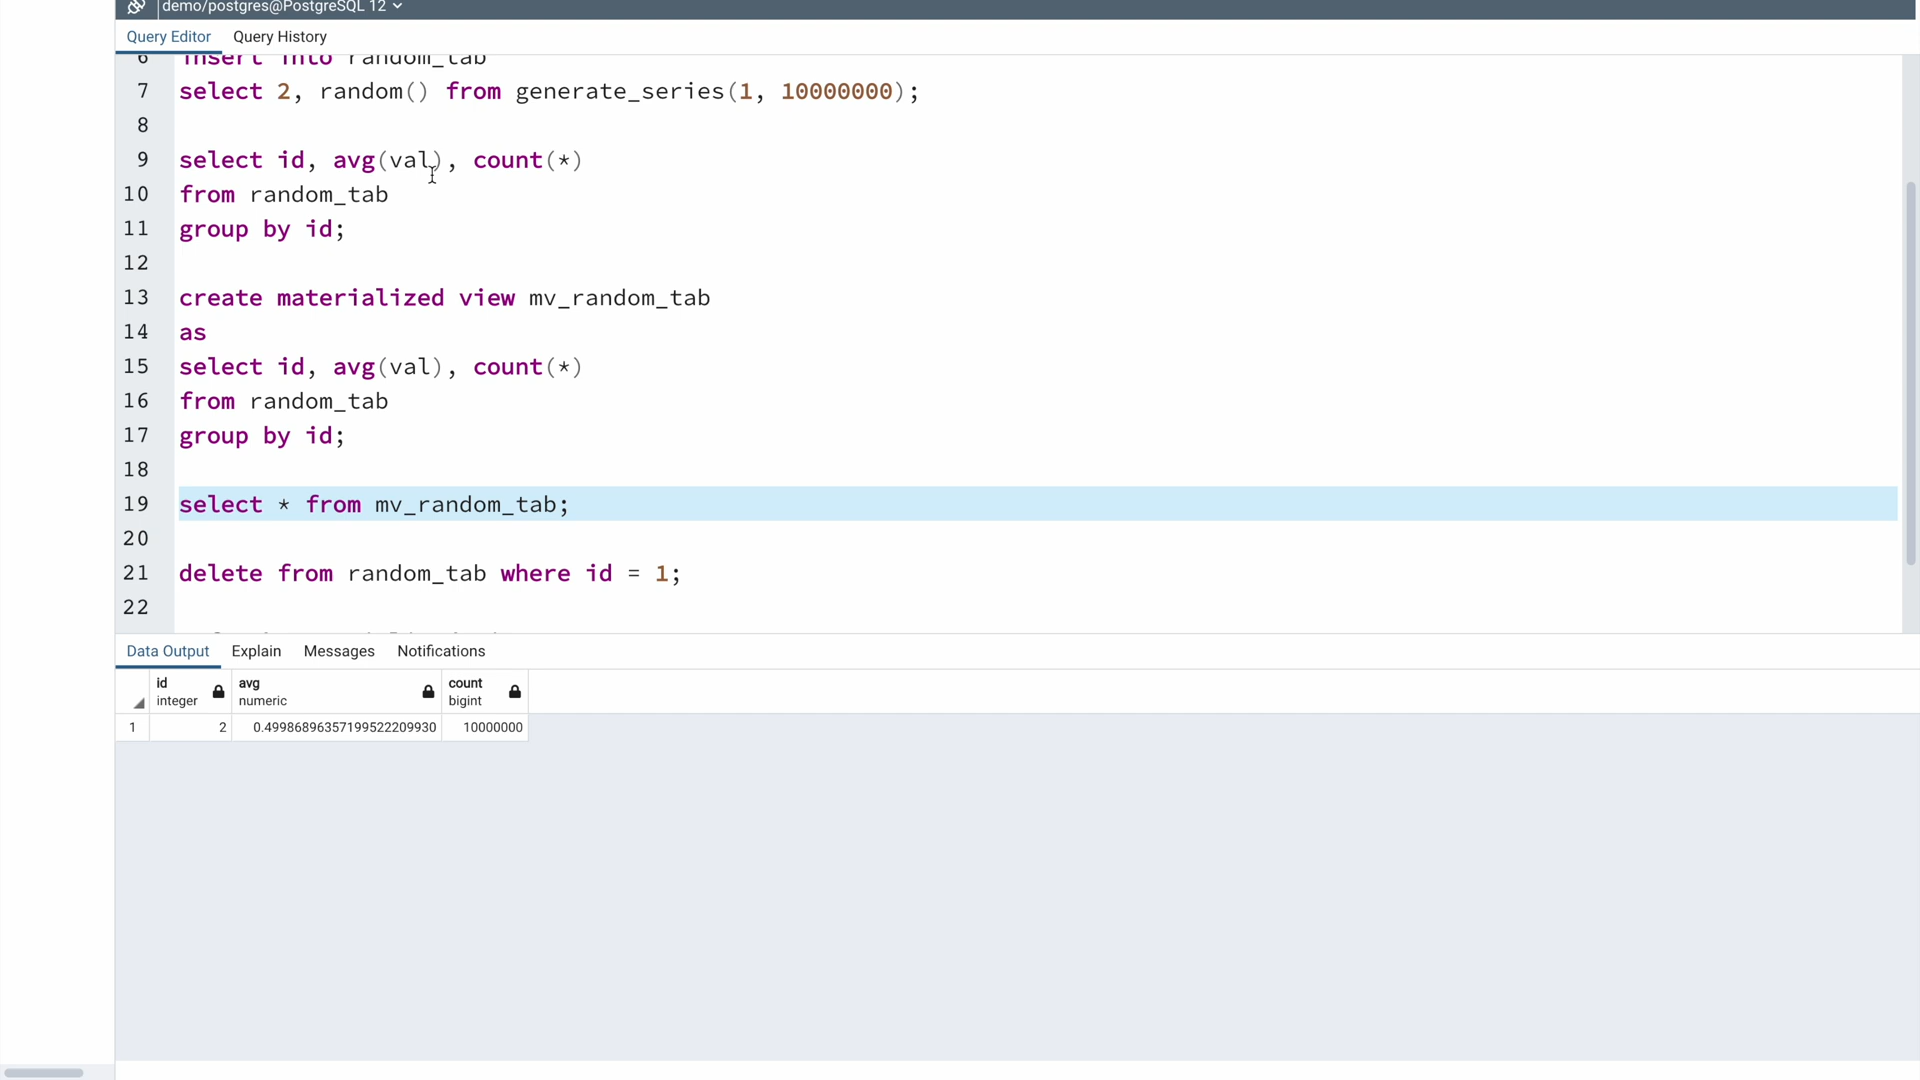 demo/postgres@PostgreSQL 12
Query Editor Query History
6 insert into random_tab
7 select 2, random() from generate_series(1, 10000000);
8
9 select id, avg(val), count(*)
10 from random_tab
11 group by id;
12
13 create materialized view mv_random_tab
14 as
15 select id, avg(val), count(*)
16 from random_tab
17 group by id;
18
19 select * from mv_random_tab;
20
21 delete from random_tab where id = 1;
22
Data Output Explain Messages Notifications
id avg count
integer numeric bigint
1 2 0.49986896357199522209930 10000000